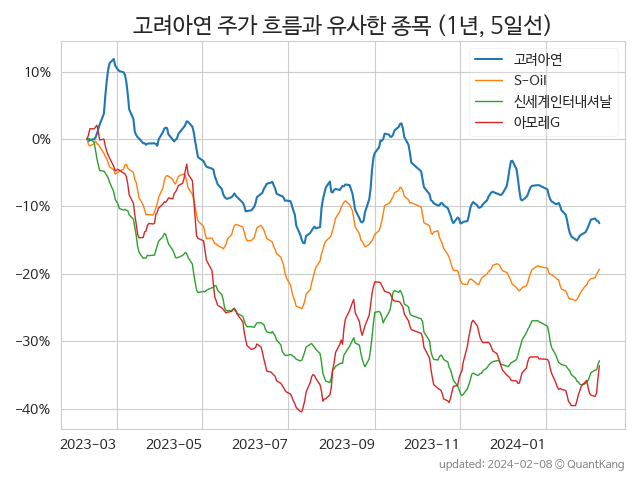 고려아연 주가 흐름과 유사한 종목 (1년, 5일선)
고려아연
S-Oil
신세계인터내셔날
아모레G
10%
0%
−10%
−20%
−30%
−40%
2023-03 2023-05 2023-07 2023-09 2023-11 2024-01
updated: 2024-02-08 © QuantKang